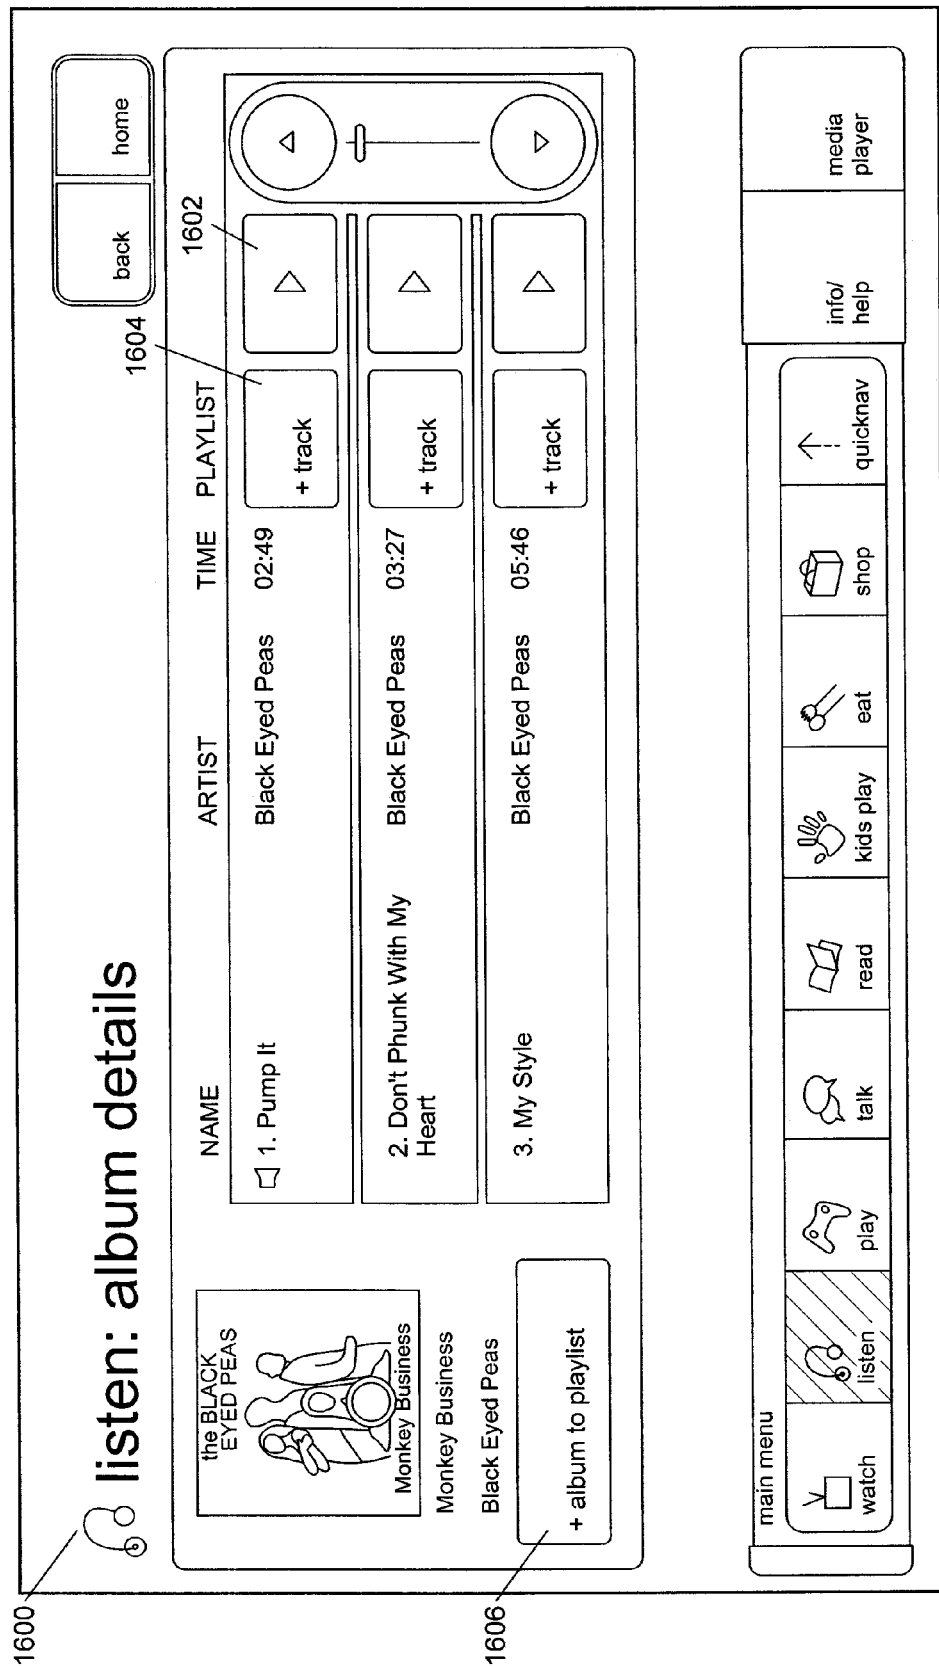 1600
listen: album details
back
home
1604
1602
NAME
ARTIST
TIME
PLAYLIST
the BLACK
EYED PEAS
Monkey Business
Monkey Business
Black Eyed Peas
+ album to playlist
1606
1. Pump It
Black Eyed Peas
02:49
+ track
2. Don't Phunk With My
Heart
Black Eyed Peas
03:27
+ track
3. My Style
Black Eyed Peas
05:46
+ track
main menu
watch
listen
play
talk
read
kids play
eat
shop
quicknav
info/
help
media
player